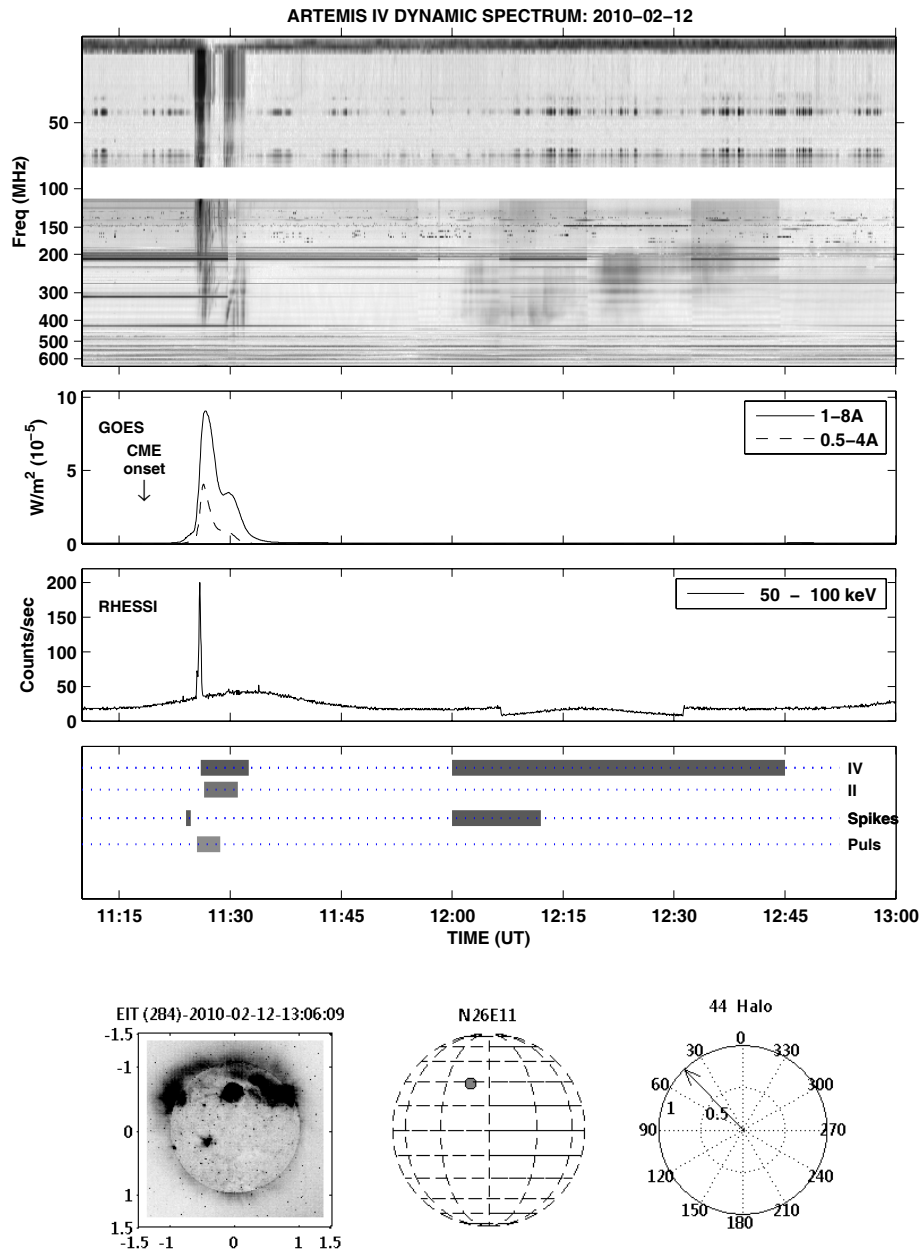 ARTEMIS IV DYNAMIC SPECTRUM: 2010−02−12
Freq (MHz)
50
100
150
200
300
400
500
600
W/m² (10⁻⁵)
10
5
0
GOES
CME
onset
1−8A
0.5−4A
Counts/sec
200
150
100
50
0
RHESSI
50 − 100 keV
IV
II
Spikes
Puls
11:15 11:30 11:45 12:00 12:15 12:30 12:45 13:00
TIME (UT)
EIT (284)-2010-02-12-13:06:09
-1.5
-1
0
1
1.5
-1.5 -1 0 1 1.5
N26E11
44 Halo
0
30 330
60 300
1 0.5
90 270
120 240
150 210
180